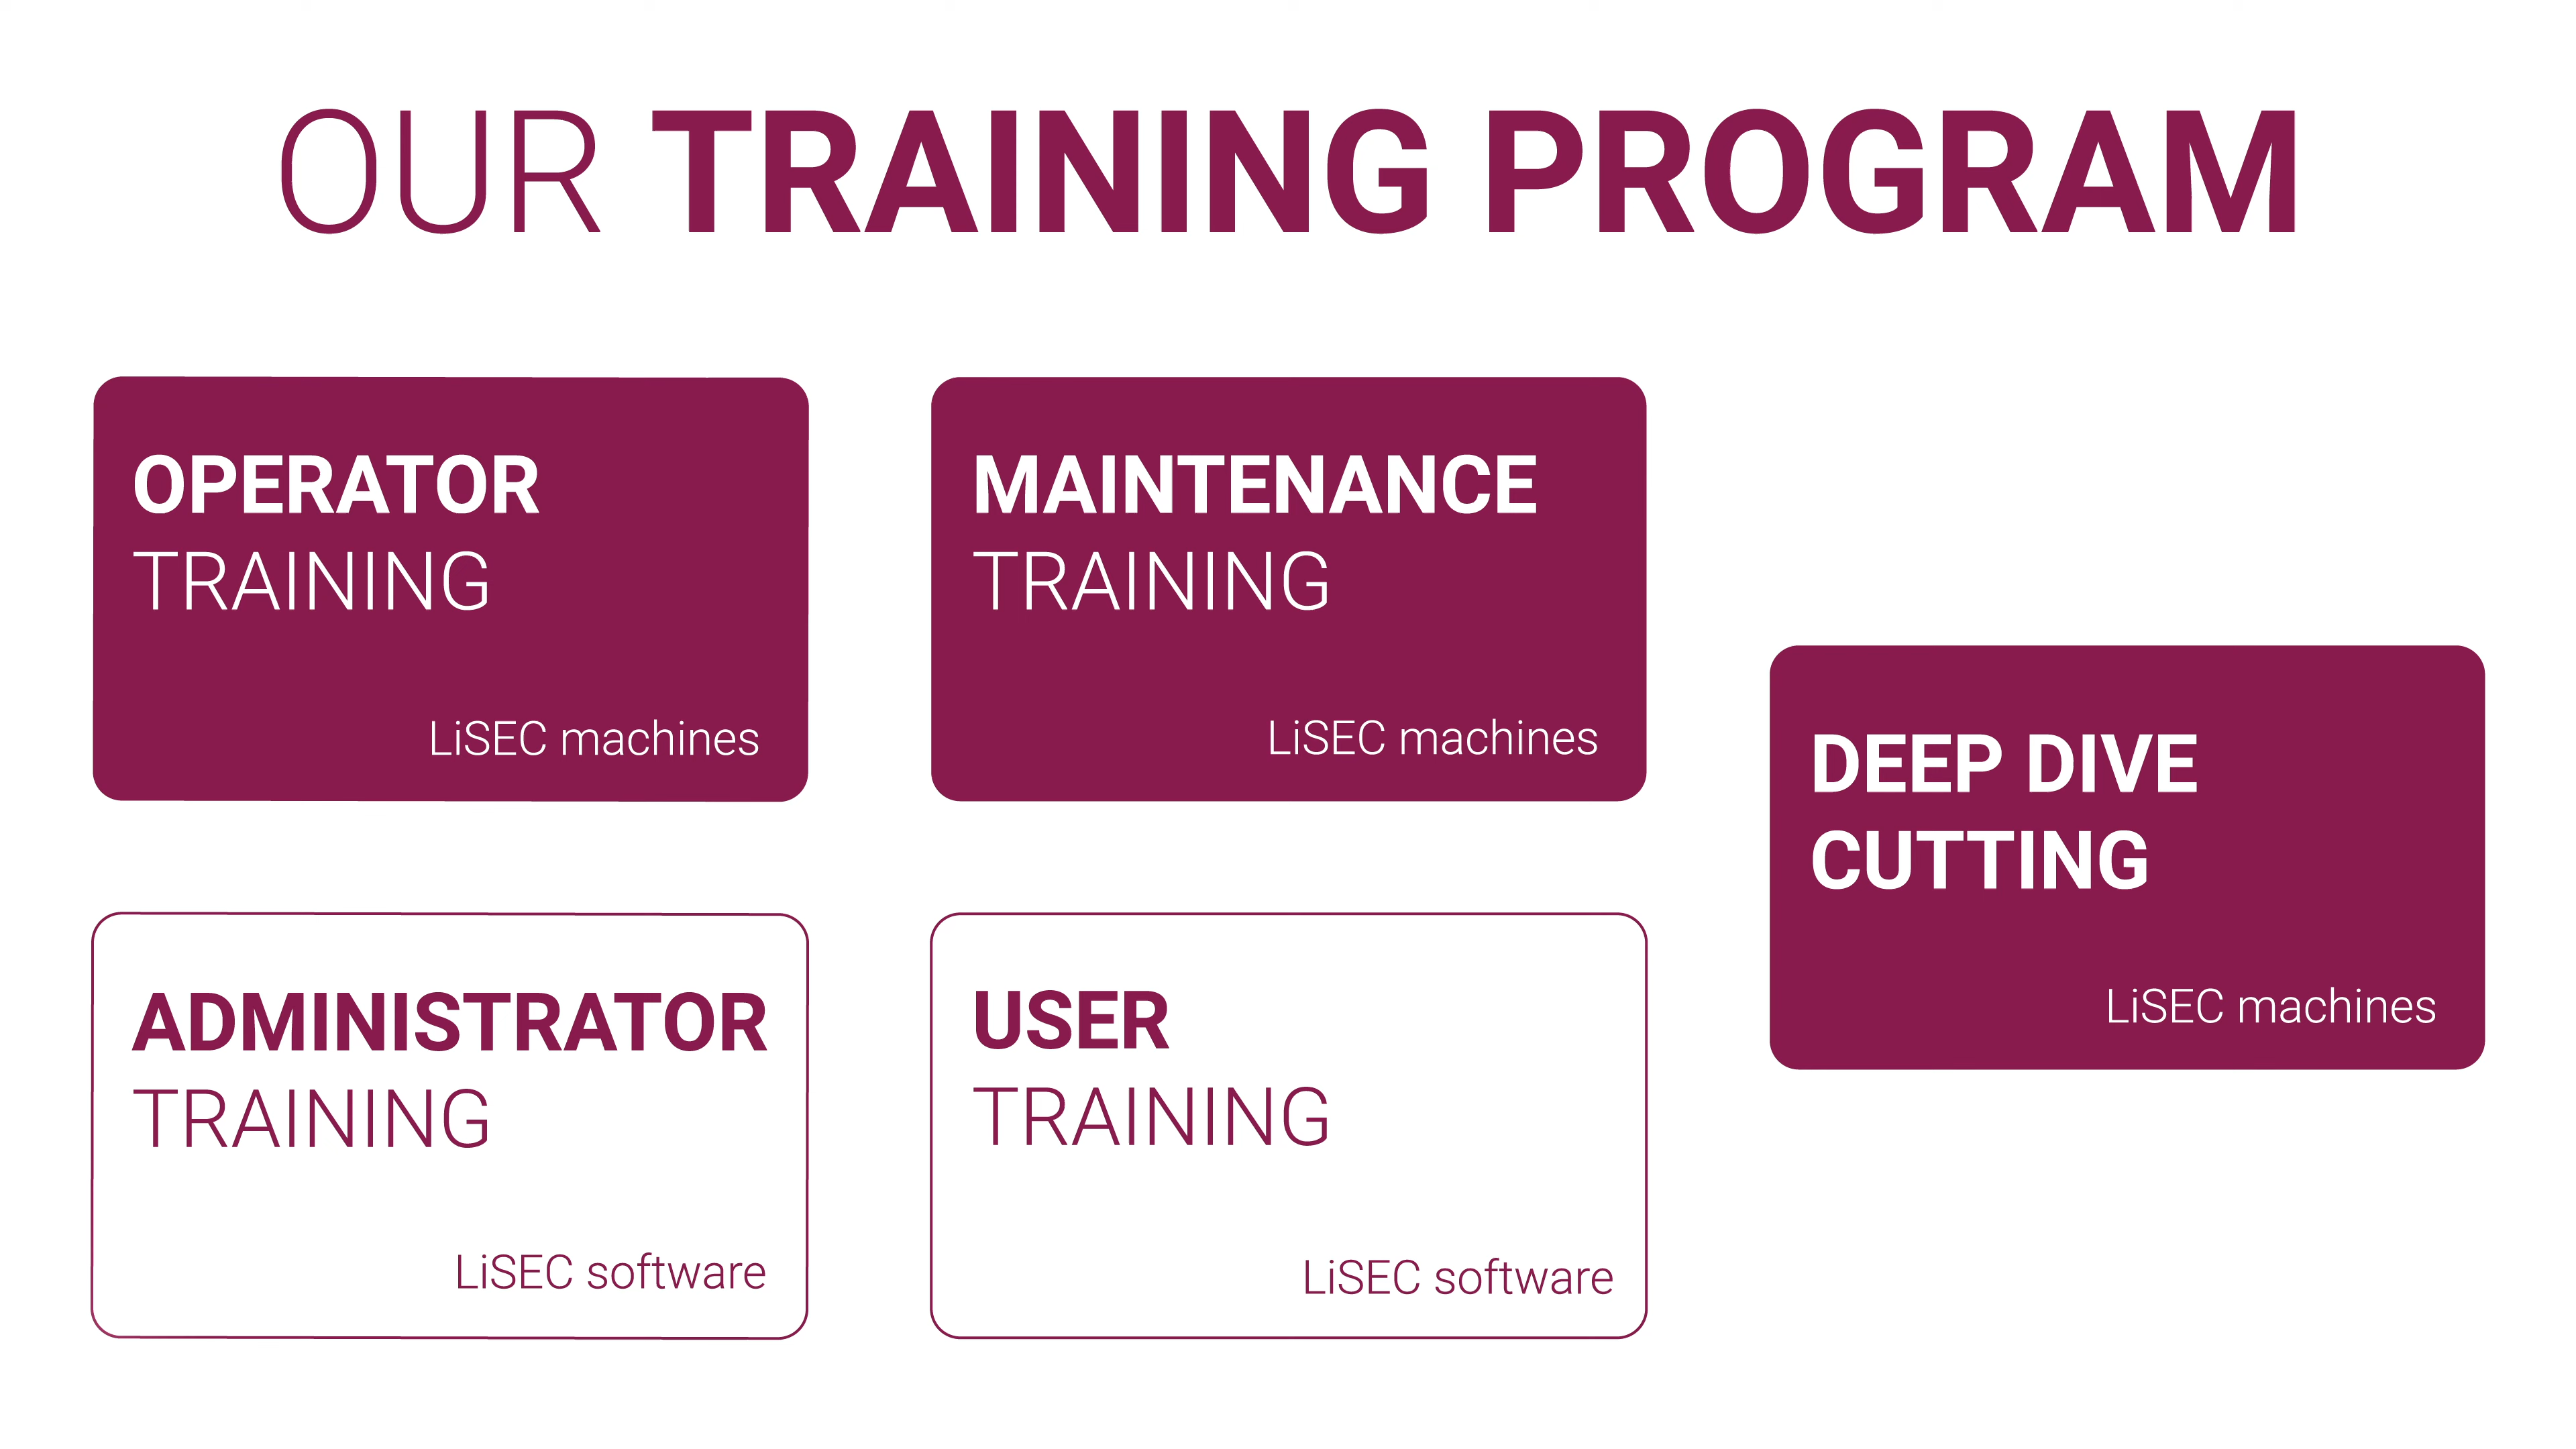 OUR TRAINING PROGRAM
OPERATOR
TRAINING
LiSEC machines
MAINTENANCE
TRAINING
LiSEC machines
DEEP DIVE
CUTTING
LiSEC machines
ADMINISTRATOR
TRAINING
LiSEC software
USER
TRAINING
LiSEC software